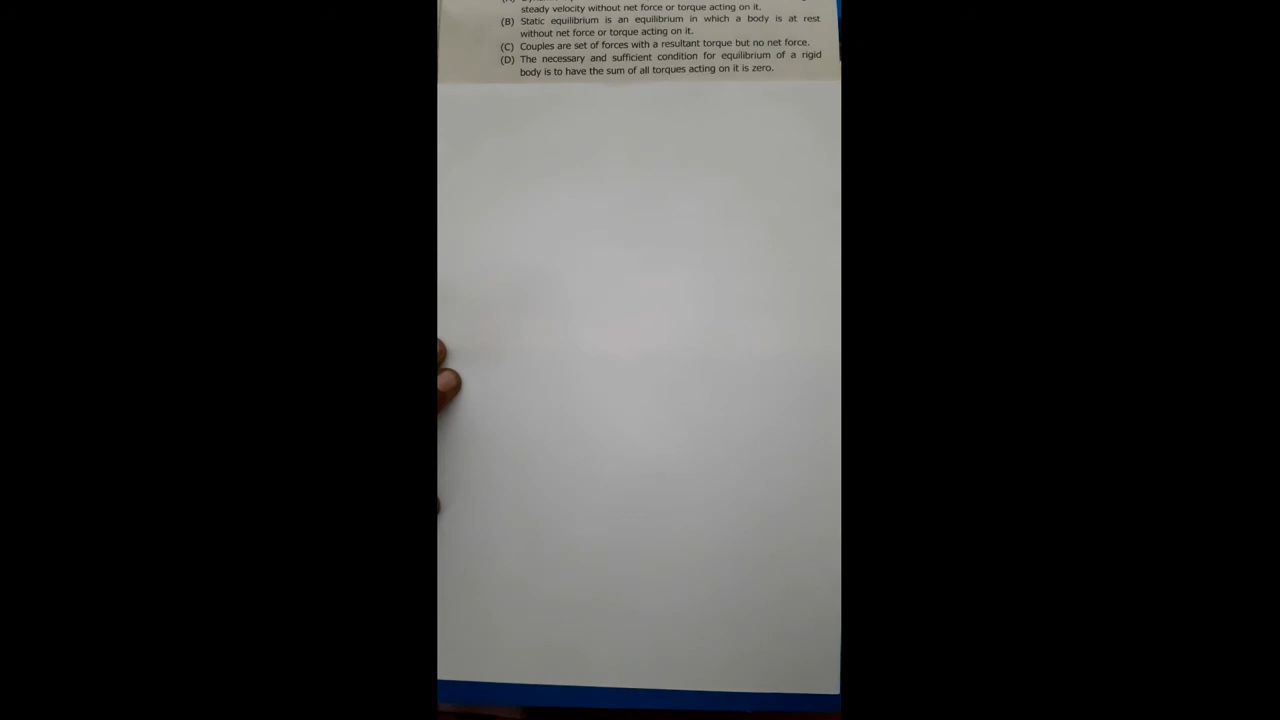 steady velocity without net force or torque acting on it.
(B) Static equilibrium is an equilibrium in which a body is at rest
without net force or torque acting on it.
(C) Couples are set of forces with a resultant torque but no net force.
(D) The necessary and sufficient condition for equilibrium of a rigid
body is to have the sum of all torques acting on it is zero.